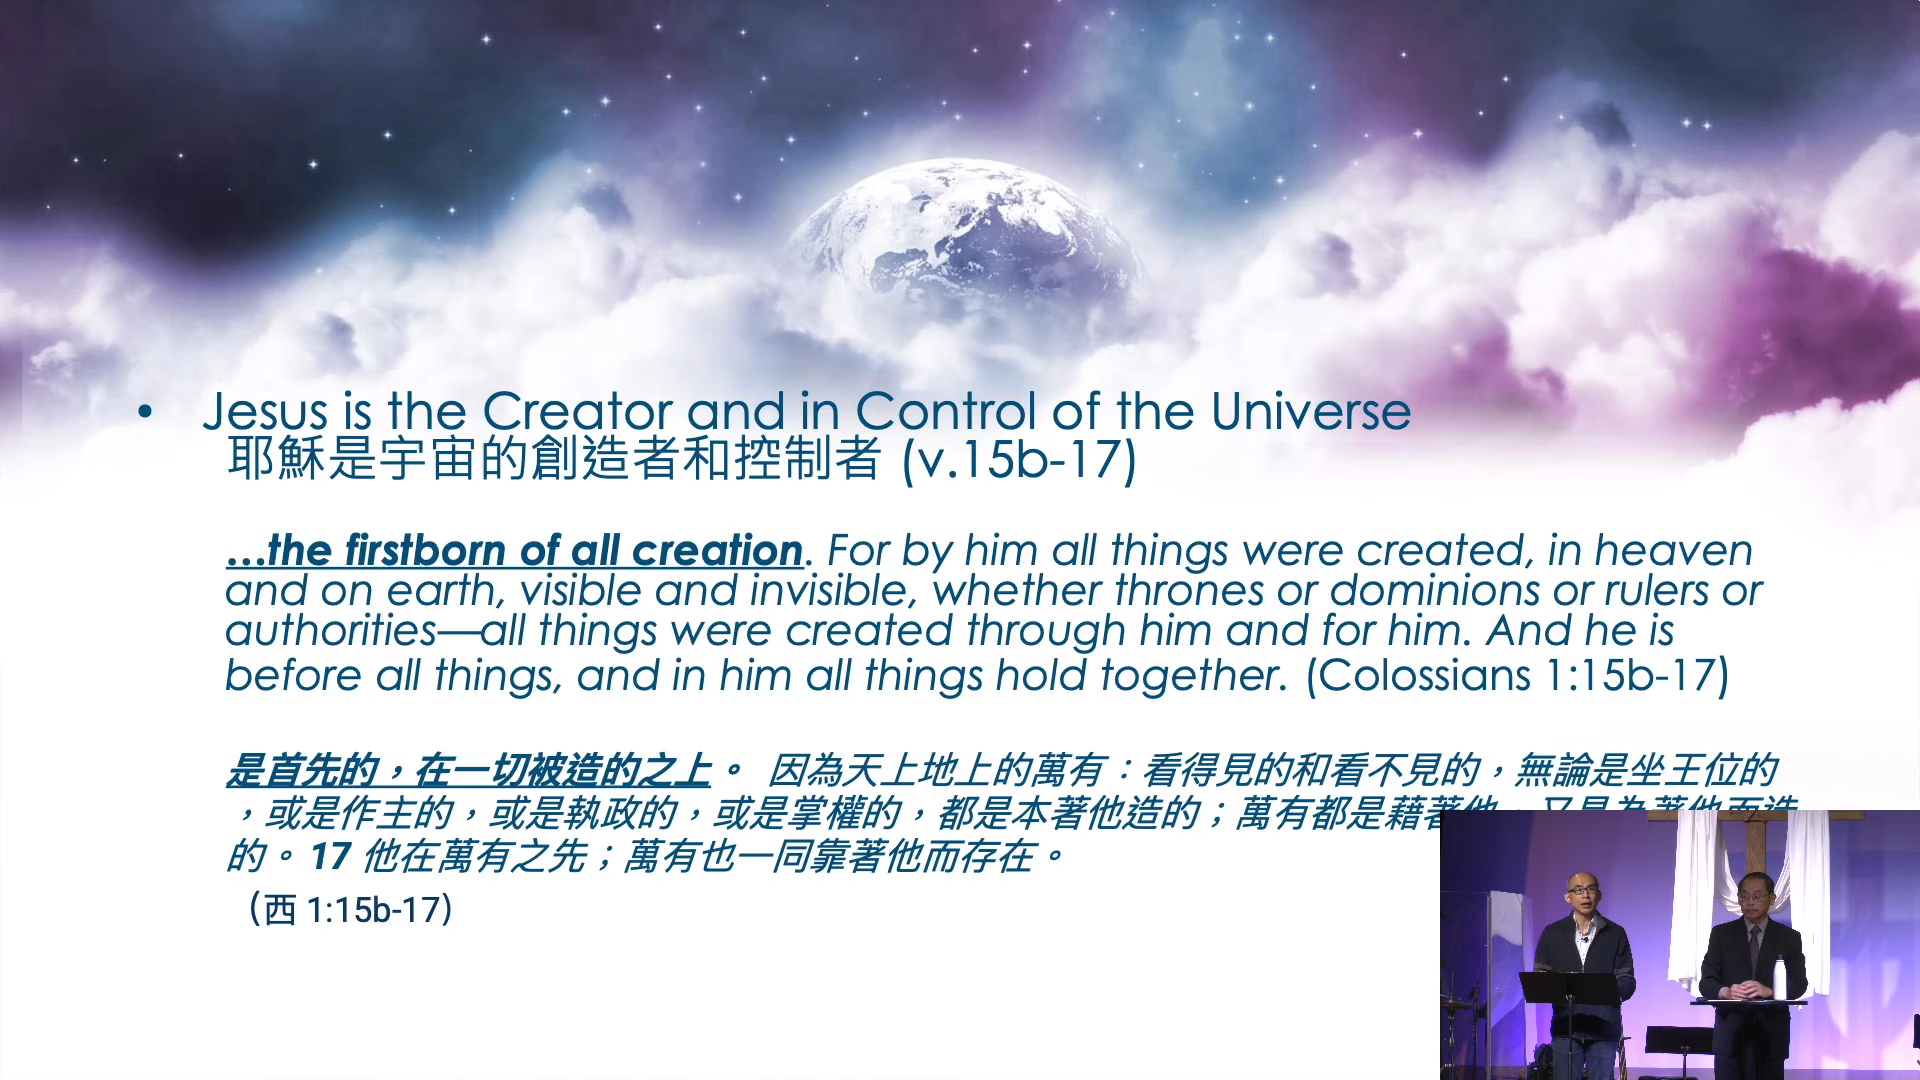 • Jesus is the Creator and in Control of the Universe
耶穌是宇宙的創造者和控制者 (v.15b-17)
...the firstborn of all creation. For by him all things were created, in heaven
and on earth, visible and invisible, whether thrones or dominions or rulers or
authorities—all things were created through him and for him. And he is
before all things, and in him all things hold together. (Colossians 1:15b-17)
是首先的，在一切被造的之上。 因為天上地上的萬有：看得見的和看不見的，無論是坐王位的
，或是作主的，或是執政的，或是掌權的，都是本著他造的；萬有都是藉著他，又是為著他而造
的。17 他在萬有之先；萬有也一同靠著他而存在。
（西 1:15b-17）